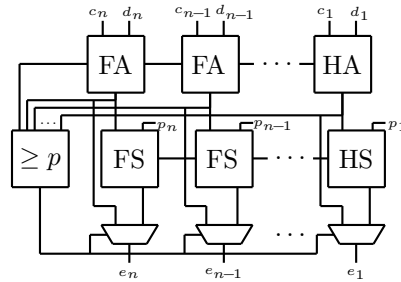 c_n d_n c_{n−1} d_{n−1} c_1 d_1
FA FA ··· HA
···
p_n p_{n−1} p_1
≥ p FS FS ··· HS
···
e_n e_{n−1} e_1